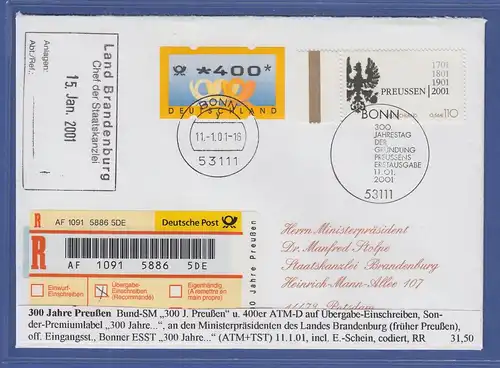 Land Brandenburg
Chef der Staatskanzlei
15. Jan. 2001
Anlagen:
Abt./Ref.:
*400*
DEUTSCHLAND
BONN
11.-1.01-16
53111
1701
1801
1901
PREUSSEN 2001
110
BONN
300.
JAHRESTAG
DER
GRÜNDUNG
PREUSSENS
ERSTAUSGABE
11.01.
2001
53111
R AF 1091 5886 5DE Deutsche Post
R
AF 1091 5886 5DE
Einwurf-
Einschreiben
Übergabe-
Einschreiben
(Recommandé)
Eigenhändig
(A remettre en
main propre)
0 Jahre Preußen
Herrn Ministerpräsident
Dr. Manfred Stolpe
Staatskanzlei Brandenburg
Heinrich-Mann-Allee 107
300 Jahre Preußen Bund-SM „300 J. Preußen" u. 400er ATM-D auf Übergabe-Einschreiben, Son-
der-Premiumlabel „300 Jahre...", an den Ministerpräsidenten des Landes Brandenburg (früher Preußen),
off. Eingangsst., Bonner ESST „300 Jahre..." (ATM+TST) 11.1.01, incl. E.-Schein, codiert, RR 31,50